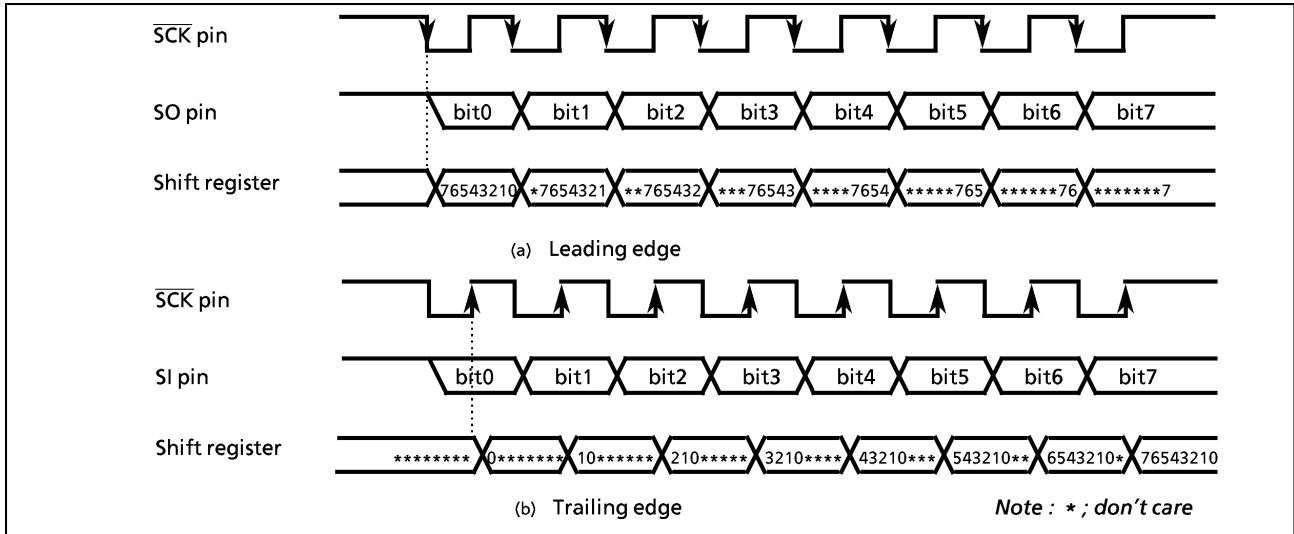 S̅C̅K̅ pin
SO pin bit0 bit1 bit2 bit3 bit4 bit5 bit6 bit7
Shift register 76543210 *7654321 **765432 ***76543 ****7654 *****765 ******76 *******7
(a) Leading edge
S̅C̅K̅ pin
SI pin bit0 bit1 bit2 bit3 bit4 bit5 bit6 bit7
Shift register ******** 0******* 10****** 210***** 3210**** 43210*** 543210** 6543210* 76543210
(b) Trailing edge Note : * ; don't care